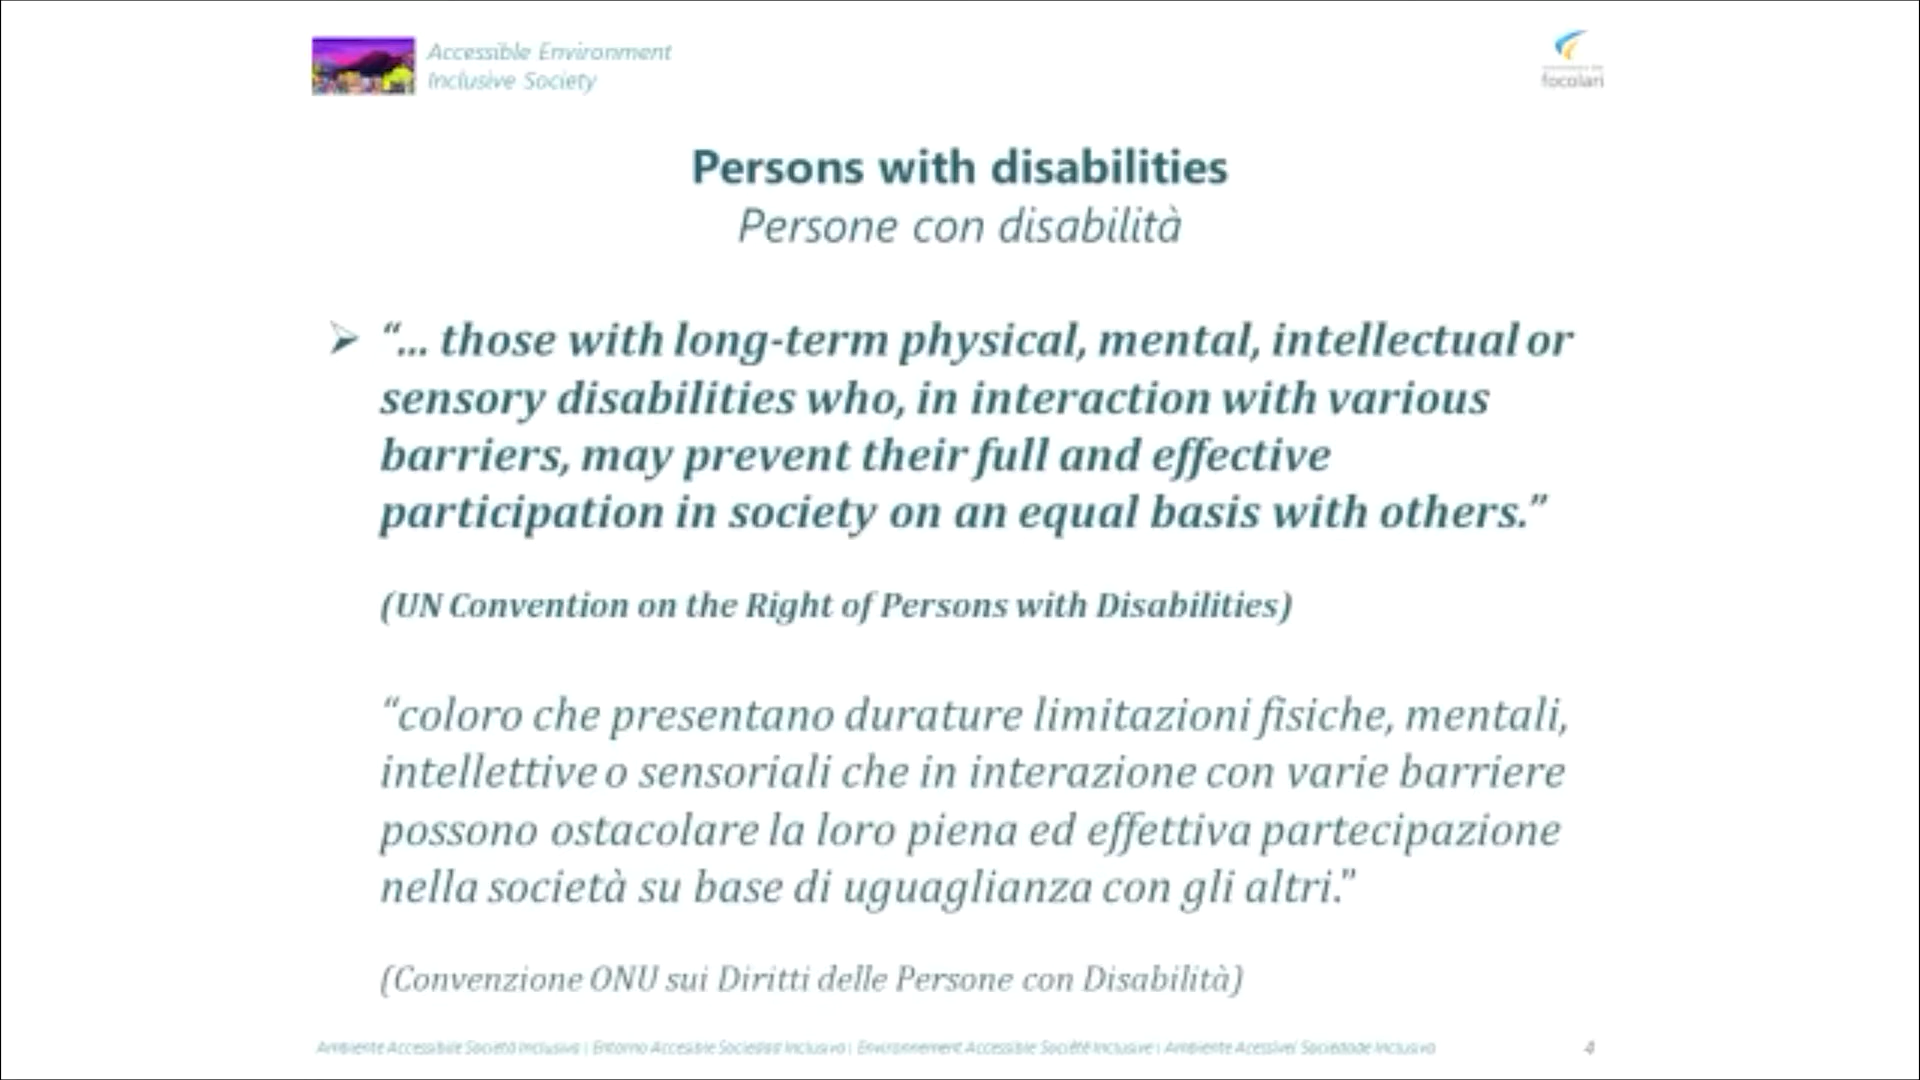 Accessible Environment
Inclusive Society
focolari
Persons with disabilities
Persone con disabilità
“... those with long-term physical, mental, intellectual or
sensory disabilities who, in interaction with various
barriers, may prevent their full and effective
participation in society on an equal basis with others.”
(UN Convention on the Right of Persons with Disabilities)
“coloro che presentano durature limitazioni fisiche, mentali,
intellettive o sensoriali che in interazione con varie barriere
possono ostacolare la loro piena ed effettiva partecipazione
nella società su base di uguaglianza con gli altri.”
(Convenzione ONU sui Diritti delle Persone con Disabilità)
Ambiente Accessibile Società Inclusiva | Entorno Accesible Sociedad Inclusiva | Environnement Accessible Société Inclusive | Ambiente Acessível Sociedade Inclusiva
4